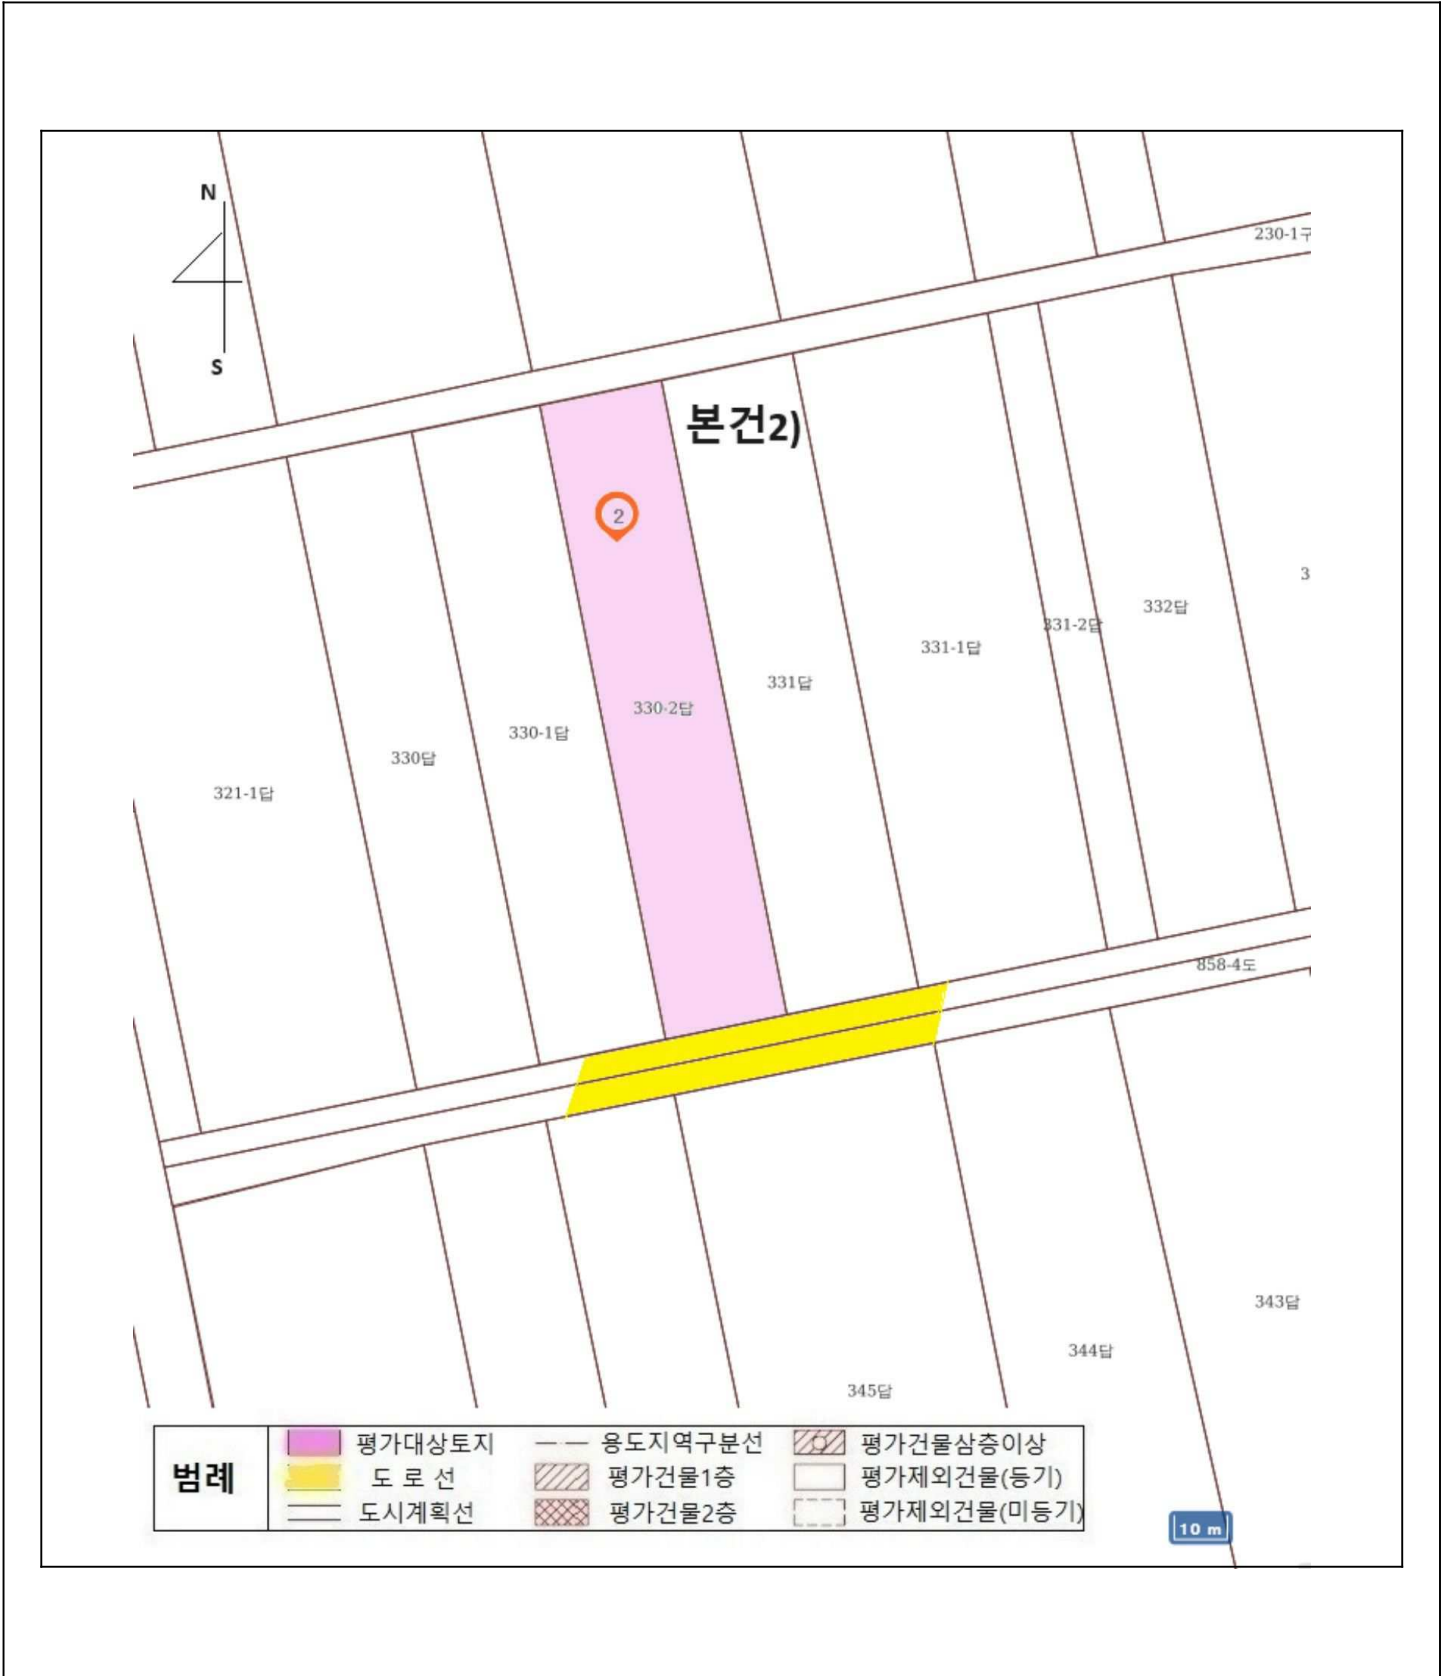 N
230-1구
S
본건2)
2
3
332답
331-2답
331-1답
331답
330-2답
330-1답
330답
321-1답
858-4도
343답
344답
345답
범례
평가대상토지
용도지역구분선
평가건물삼층이상
도 로 선
평가건물1층
평가제외건물(등기)
도시계획선
평가건물2층
평가제외건물(미등기)
10 m